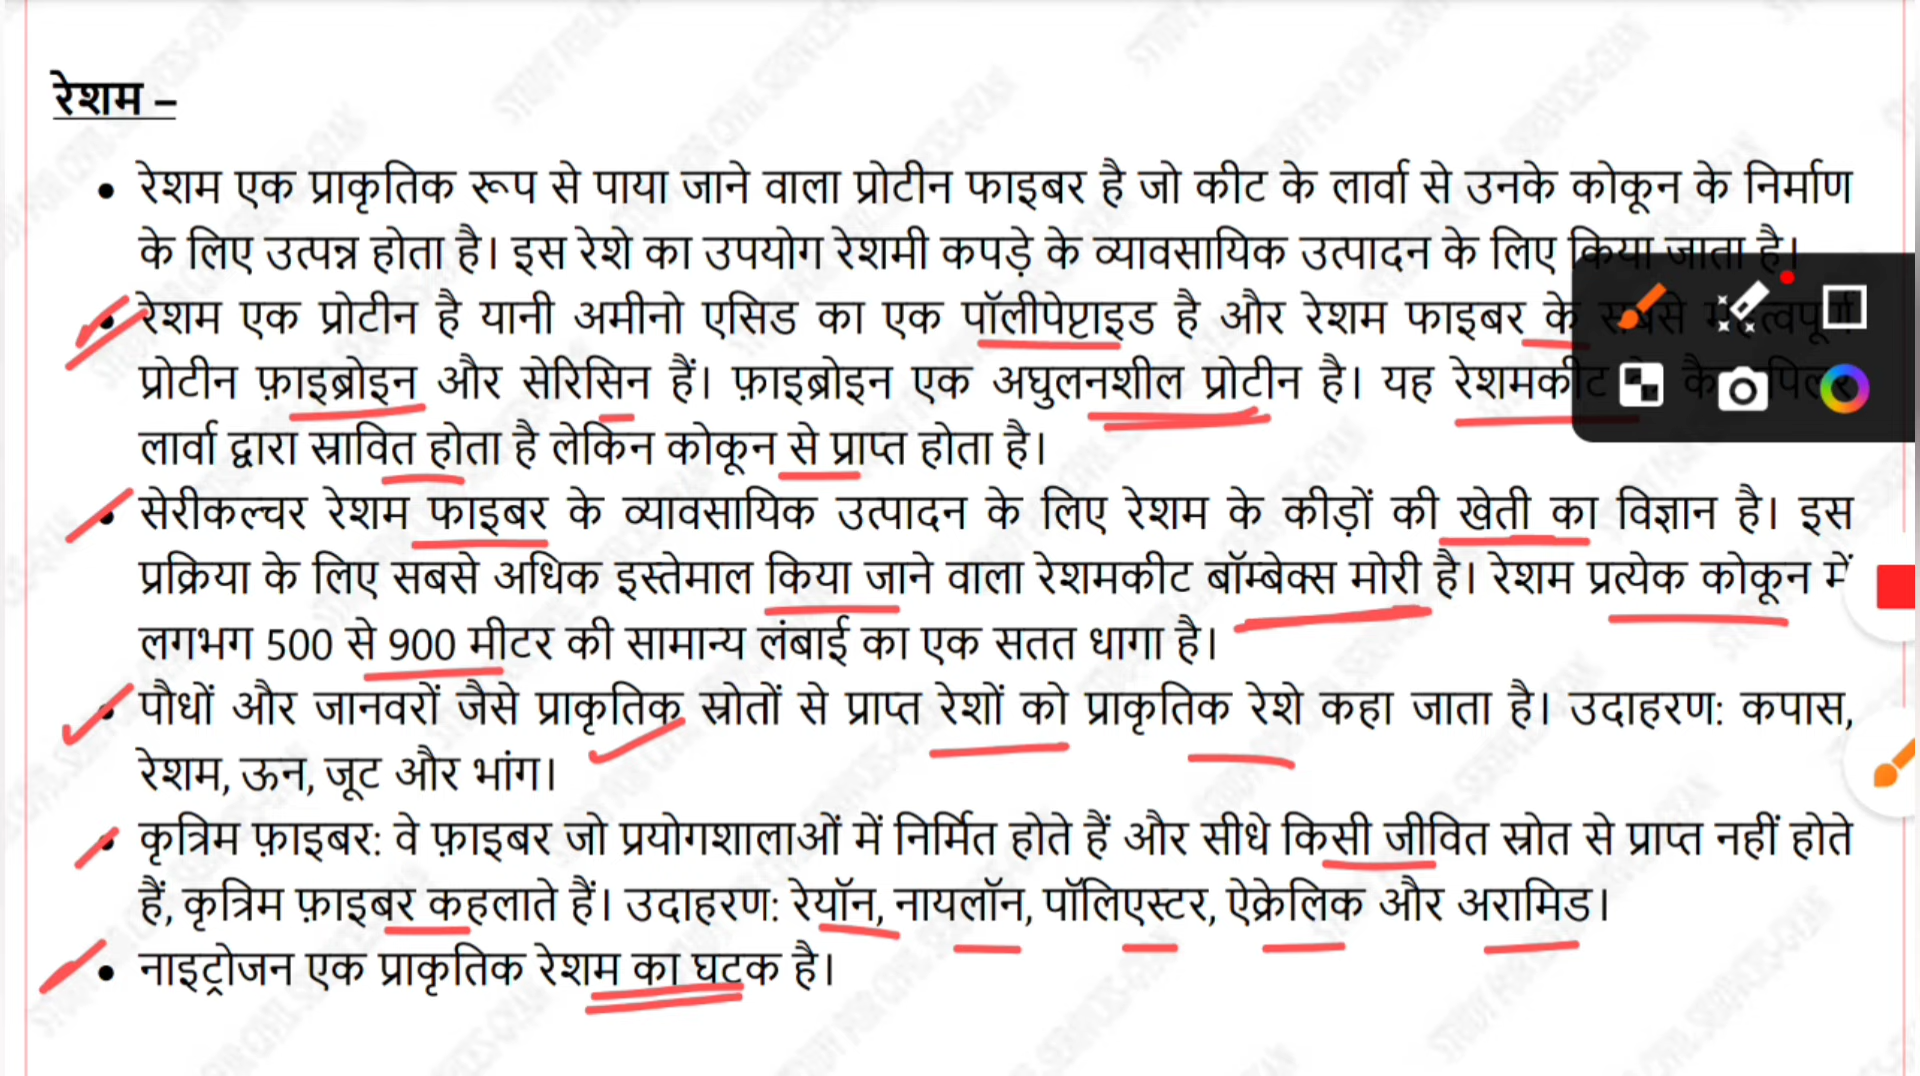 रेशम –
• रेशम एक प्राकृतिक रूप से पाया जाने वाला प्रोटीन फाइबर है जो कीट के लार्वा से उनके कोकून के निर्माण
के लिए उत्पन्न होता है। इस रेशे का उपयोग रेशमी कपड़े के व्यावसायिक उत्पादन के लिए किया जाता है।
• रेशम एक प्रोटीन है यानी अमीनो एसिड का एक पॉलीपेप्टाइड है और रेशम फाइबर के सबसे महत्वपूर्ण
प्रोटीन फ़ाइब्रोइन और सेरिसिन हैं। फ़ाइब्रोइन एक अघुलनशील प्रोटीन है। यह रेशमकीट
लार्वा द्वारा स्रावित होता है लेकिन कोकून से प्राप्त होता है।
• सेरीकल्चर रेशम फाइबर के व्यावसायिक उत्पादन के लिए रेशम के कीड़ों की खेती का विज्ञान है। इस
प्रक्रिया के लिए सबसे अधिक इस्तेमाल किया जाने वाला रेशमकीट बॉम्बेक्स मोरी है। रेशम प्रत्येक कोकून में
लगभग 500 से 900 मीटर की सामान्य लंबाई का एक सतत धागा है।
• पौधों और जानवरों जैसे प्राकृतिक स्रोतों से प्राप्त रेशों को प्राकृतिक रेशे कहा जाता है। उदाहरण: कपास,
रेशम, ऊन, जूट और भांग।
• कृत्रिम फ़ाइबर: वे फ़ाइबर जो प्रयोगशालाओं में निर्मित होते हैं और सीधे किसी जीवित स्रोत से प्राप्त नहीं होते
हैं, कृत्रिम फ़ाइबर कहलाते हैं। उदाहरण: रेयॉन, नायलॉन, पॉलिएस्टर, ऐक्रेलिक और अरामिड।
• नाइट्रोजन एक प्राकृतिक रेशम का घटक है।